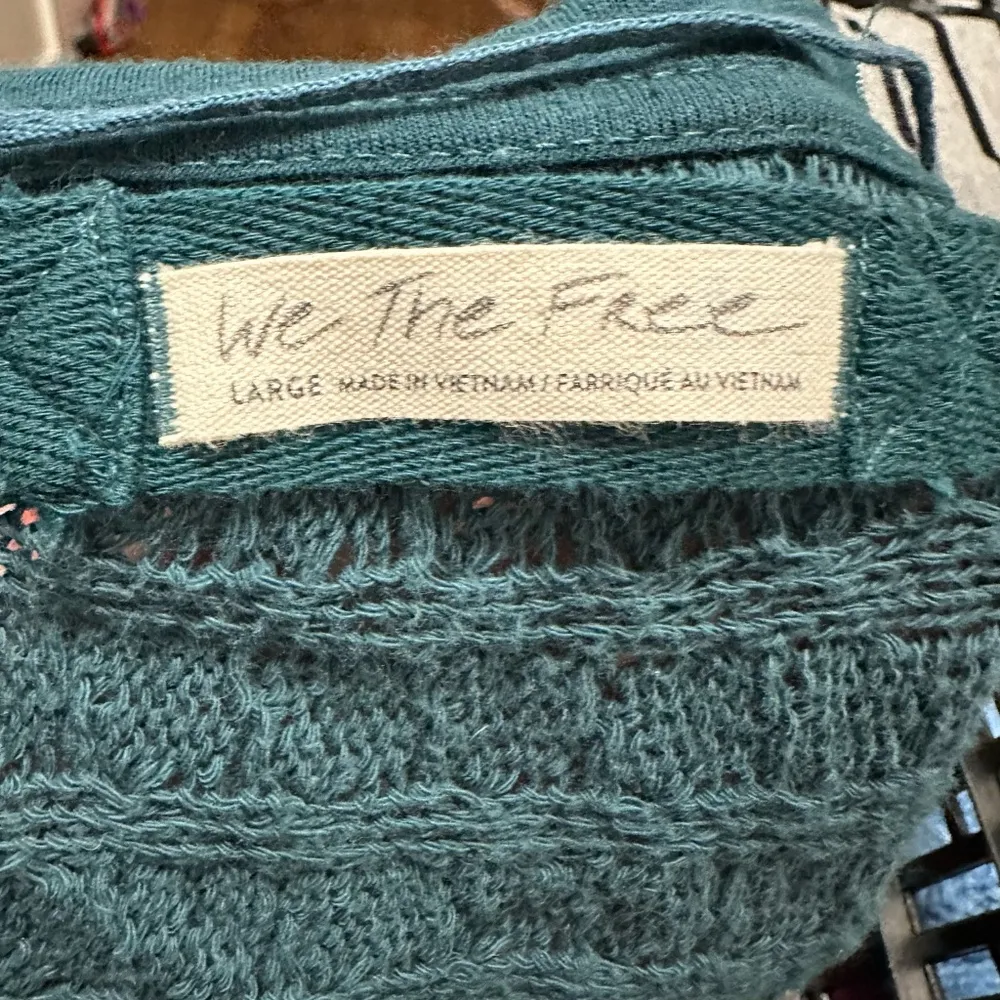 We The Free
LARGE MADE IN VIETNAM / FABRIQUÉ AU VIETNAM